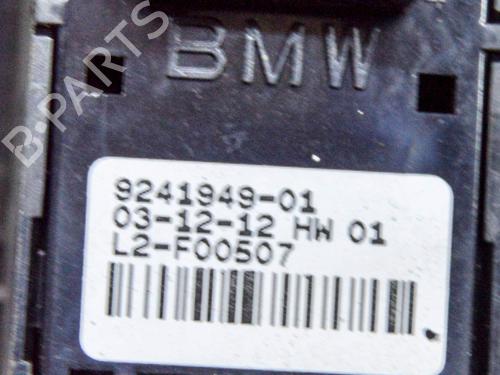 BMW
B-PARTS
9241949-01
03-12-12 HW 01
L2-F00507